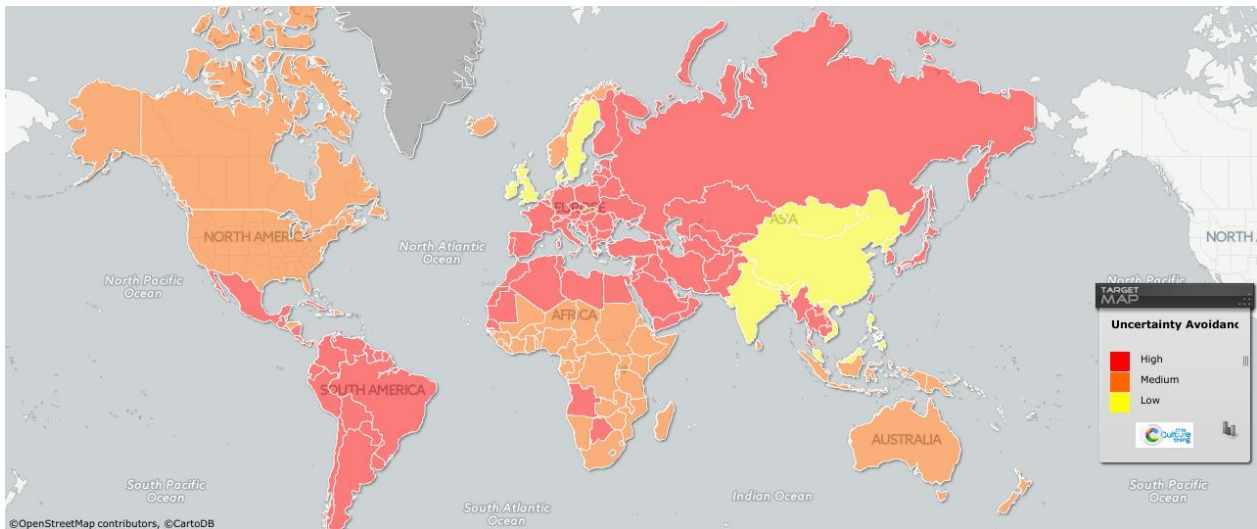 NORTH AMERICA
North Atlantic
Ocean
EUROPE
ASIA
NORTH A
North Pacific
Ocean
North Pacific
AFRICA
SOUTH AMERICA
AUSTRALIA
South Pacific
Ocean
South Atlantic
Ocean
Indian Ocean
South Pacific
Ocean
TARGET
MAP
Uncertainty Avoidanc
High
Medium
Low
Culture
thing
©OpenStreetMap contributors, ©CartoDB